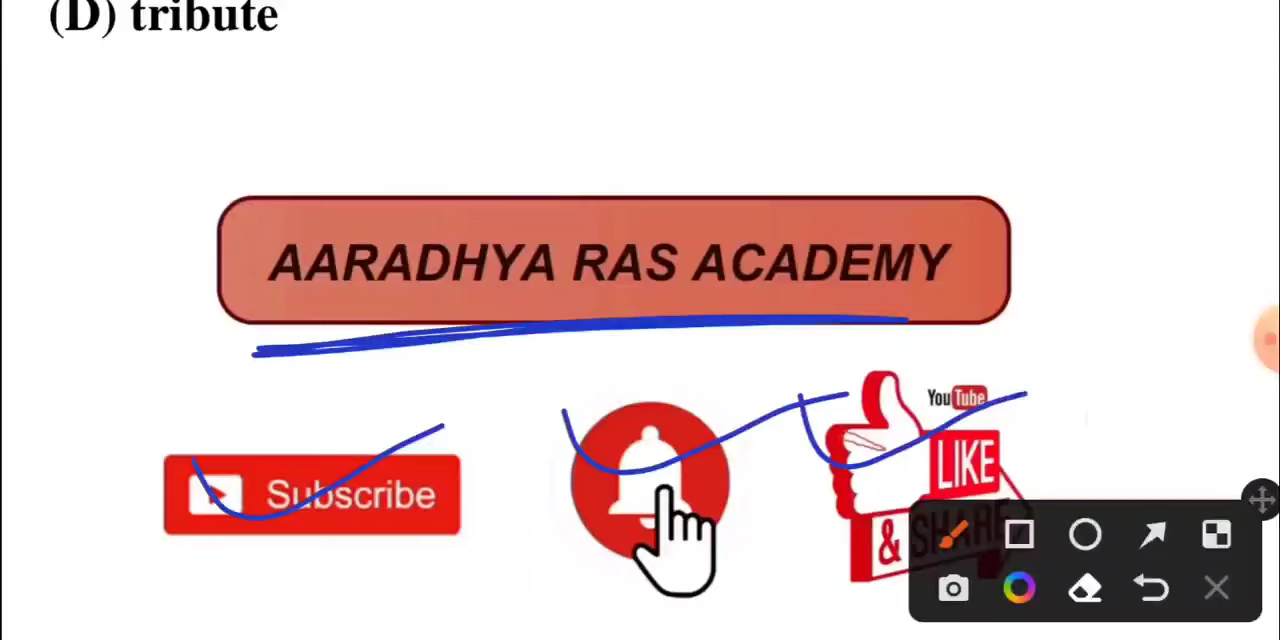 (D) tribute
AARADHYA RAS ACADEMY
YouTube
Subscribe
LIKE
& SHARE